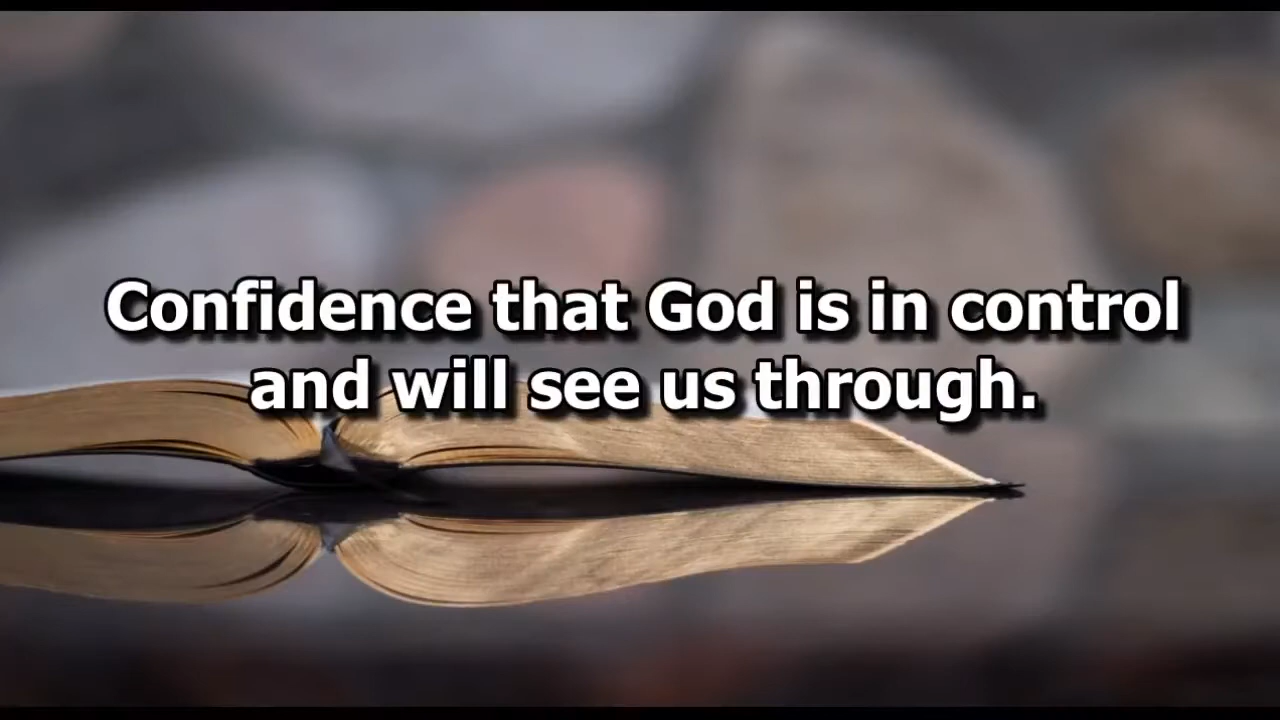 Confidence that God is in control
and will see us through.